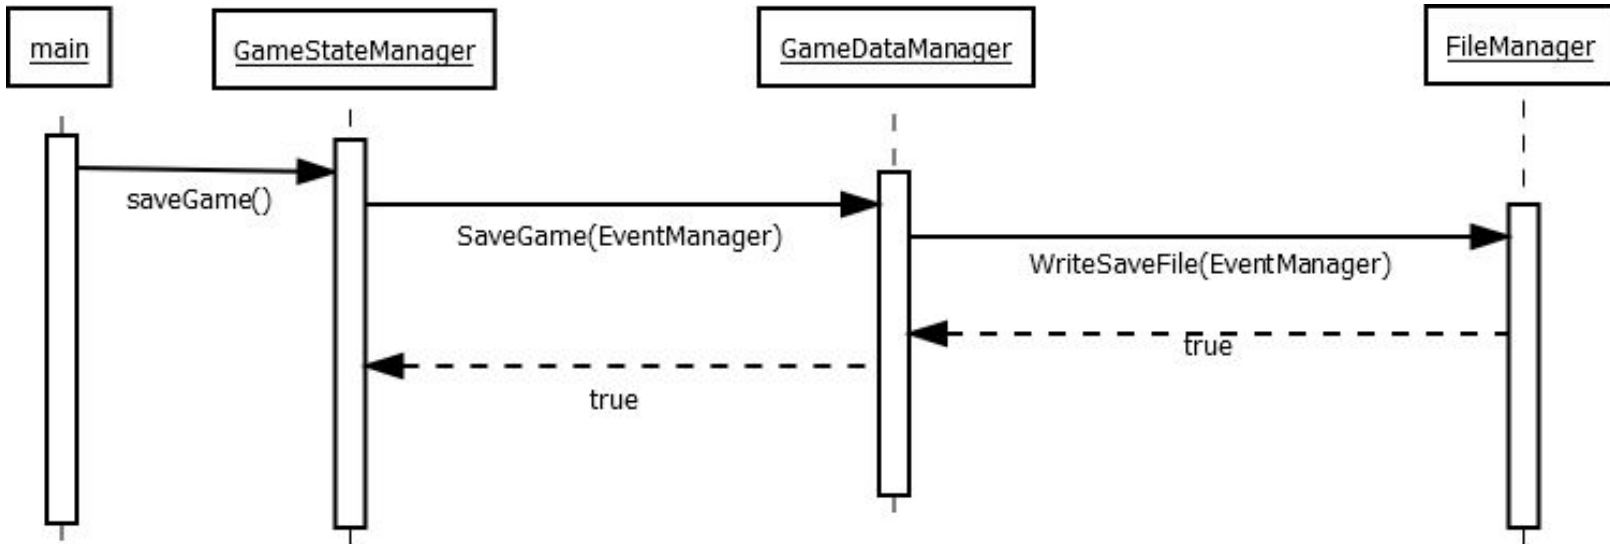 main
GameStateManager
GameDataManager
FileManager
saveGame()
SaveGame(EventManager)
WriteSaveFile(EventManager)
true
true